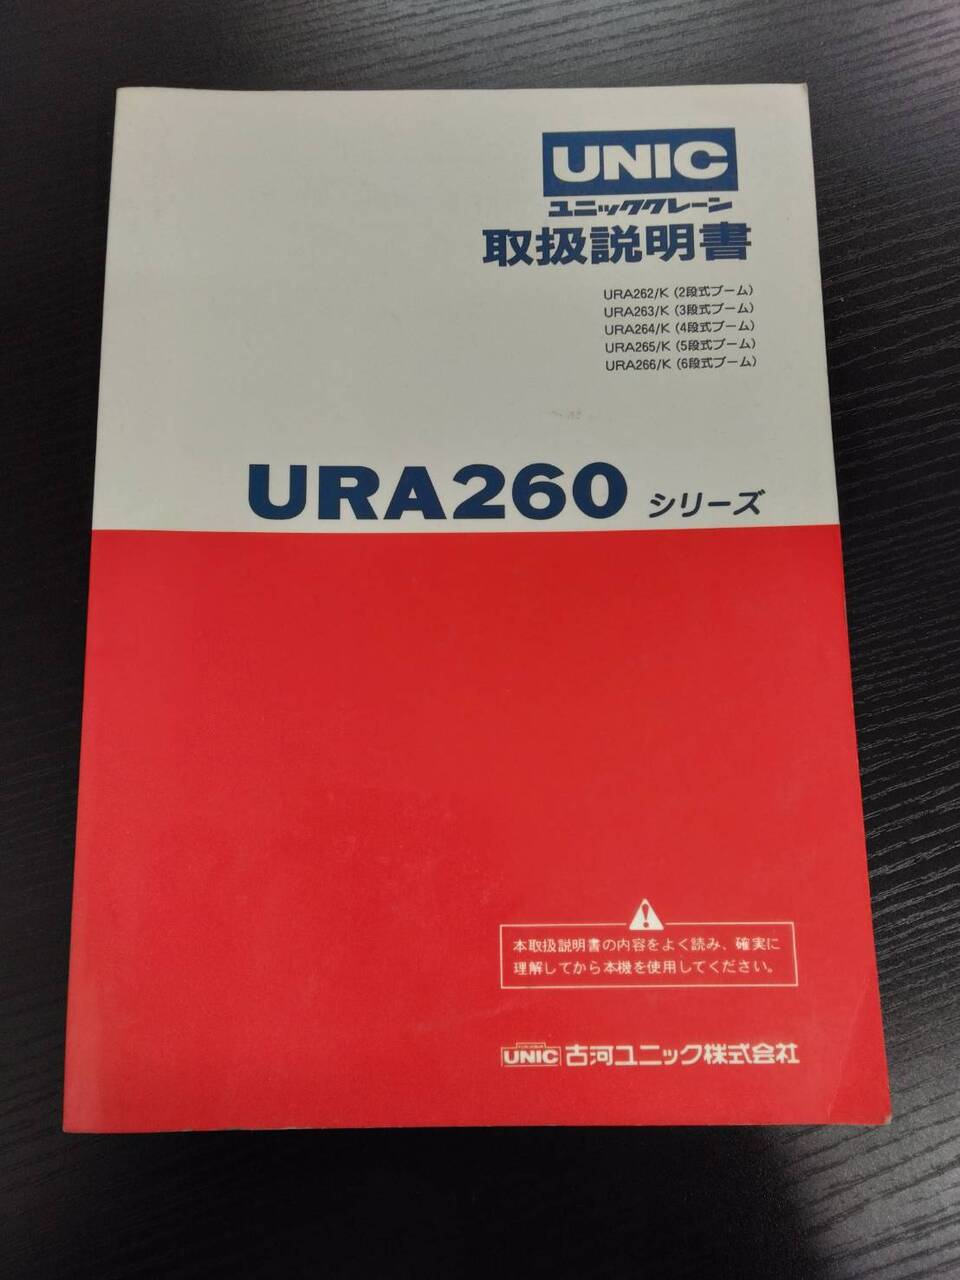 UNIC
ユニッククレーン
取扱説明書
URA262/K (2段式ブーム)
URA263/K (3段式ブーム)
URA264/K (4段式ブーム)
URA265/K (5段式ブーム)
URA266/K (6段式ブーム)
URA260 シリーズ
本取扱説明書の内容をよく読み、確実に
理解してから本機を使用してください。
UNIC 古河ユニック株式会社